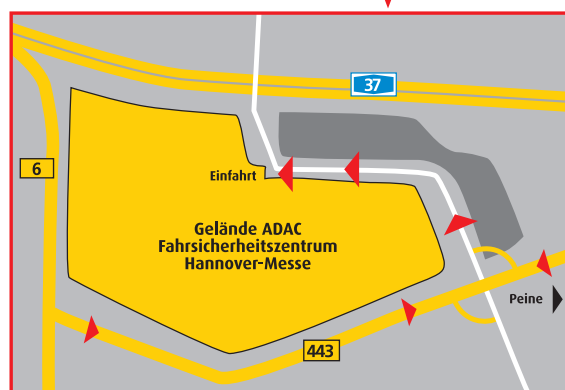 37
6
Einfahrt
Gelände ADAC
Fahrsicherheitszentrum
Hannover-Messe
Peine
443